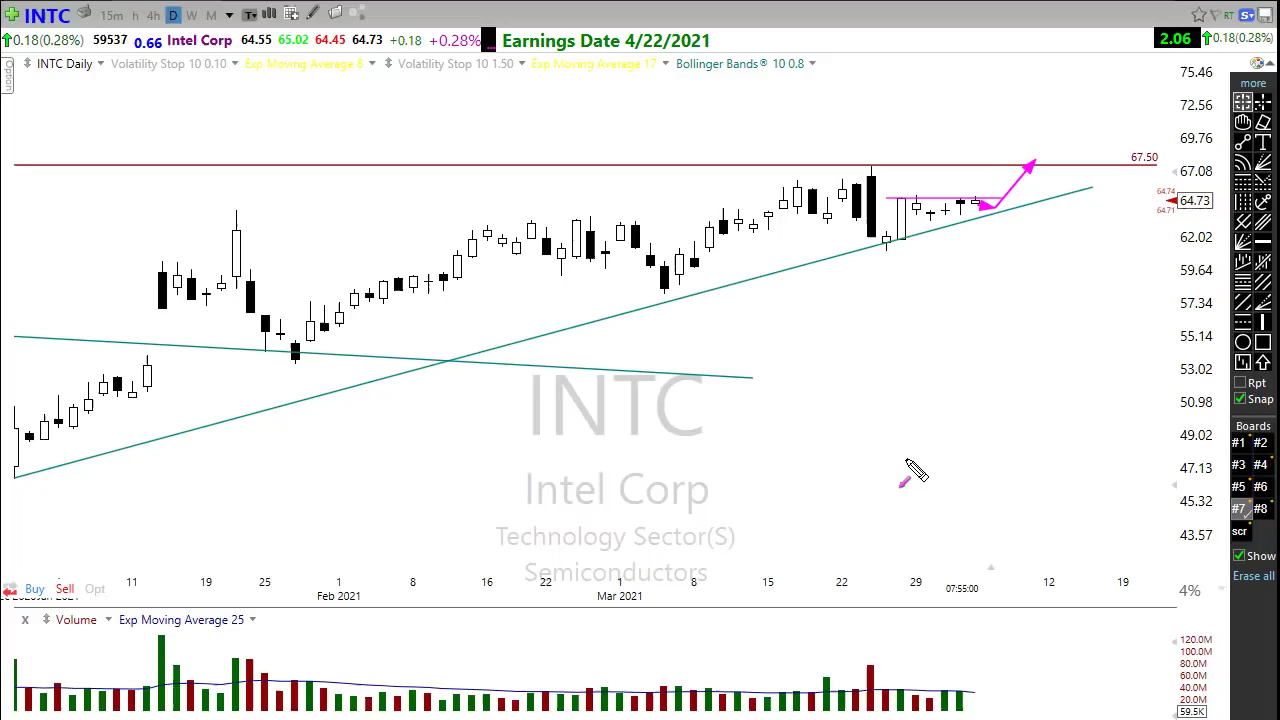 INTC 15m h 4h D W M T RT S
0.18(0.28%) 59537 0.66 Intel Corp 64.55 65.02 64.45 64.73 +0.18 +0.28% Earnings Date 4/22/2021 2.06 0.18(0.28%)
INTC Daily Volatility Stop 10 0.10 Exp Moving Average 8 Volatility Stop 10 1.50 Exp Moving Average 17 Bollinger Bands® 10 0.8
Option
75.46
more
72.56
69.76
67.50
67.08
64.74
64.73
64.71
62.02
59.64
57.34
55.14
53.02
50.98
49.02
47.13
45.32
43.57
T
Rpt
Snap
Boards
#1 #2
#3 #4
#5 #6
#7 #8
scr
Show
Erase all
INTC
Intel Corp
Technology Sector(S)
Semiconductors
11 19 25 1 8 16 22 1 8 15 22 29 12 19
Buy Sell Opt
Feb 2021 Mar 2021 07:55:00
4%
x Volume Exp Moving Average 25
120.0M
100.0M
80.0M
60.0M
40.0M
20.0M
59.5K